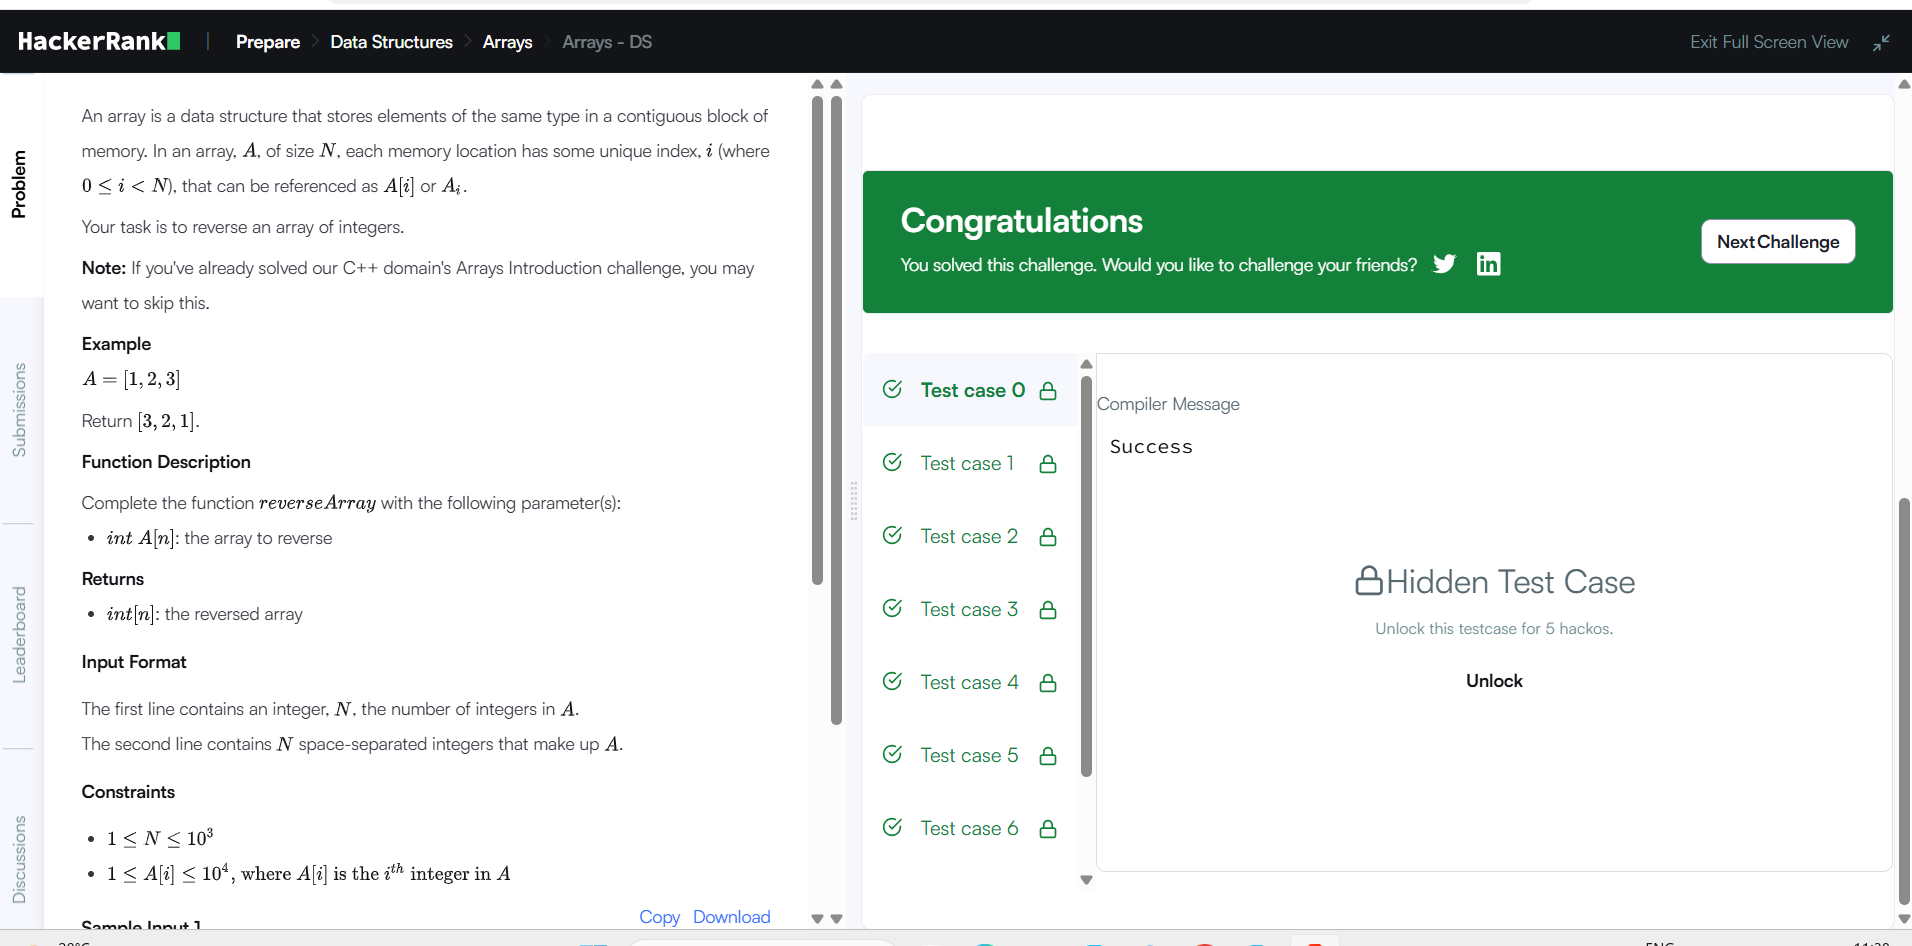 HackerRank
Prepare
Data Structures
Arrays
Arrays - DS
Exit Full Screen View
Problem
Submissions
Leaderboard
Discussions
An array is a data structure that stores elements of the same type in a contiguous block of
memory. In an array, A, of size N, each memory location has some unique index, i (where
0 ≤ i < N), that can be referenced as A[i] or Aᵢ.
Your task is to reverse an array of integers.
Note: If you've already solved our C++ domain's Arrays Introduction challenge, you may
want to skip this.
Example
A = [1, 2, 3]
Return [3, 2, 1].
Function Description
Complete the function reverseArray with the following parameter(s):
• int A[n]: the array to reverse
Returns
• int[n]: the reversed array
Input Format
The first line contains an integer, N, the number of integers in A.
The second line contains N space-separated integers that make up A.
Constraints
• 1 ≤ N ≤ 10³
• 1 ≤ A[i] ≤ 10⁴, where A[i] is the iᵗʰ integer in A
Sample Input 1
Copy Download
Congratulations
You solved this challenge. Would you like to challenge your friends?
Next Challenge
Test case 0
Test case 1
Test case 2
Test case 3
Test case 4
Test case 5
Test case 6
Compiler Message
Success
Hidden Test Case
Unlock this testcase for 5 hackos.
Unlock